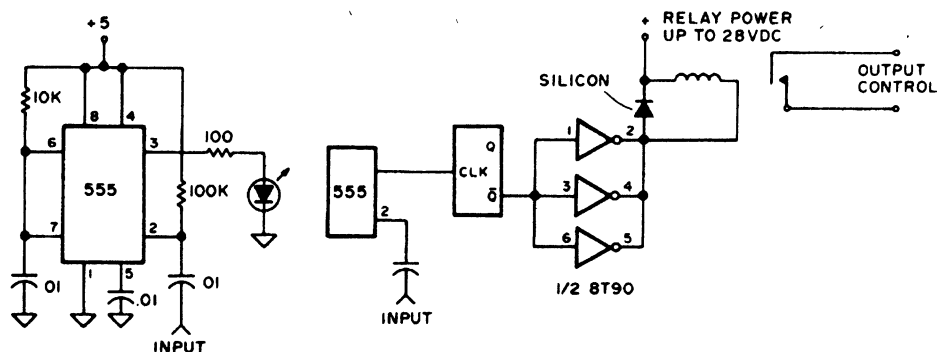 +5
10K
8
4
6
3
100
555
100K
7
2
1
5
01
.01
01
INPUT
555
2
INPUT
Q
CLK
Q̅
+ RELAY POWER
UP TO 28VDC
SILICON
1
2
3
4
6
5
1/2 8T90
OUTPUT
CONTROL